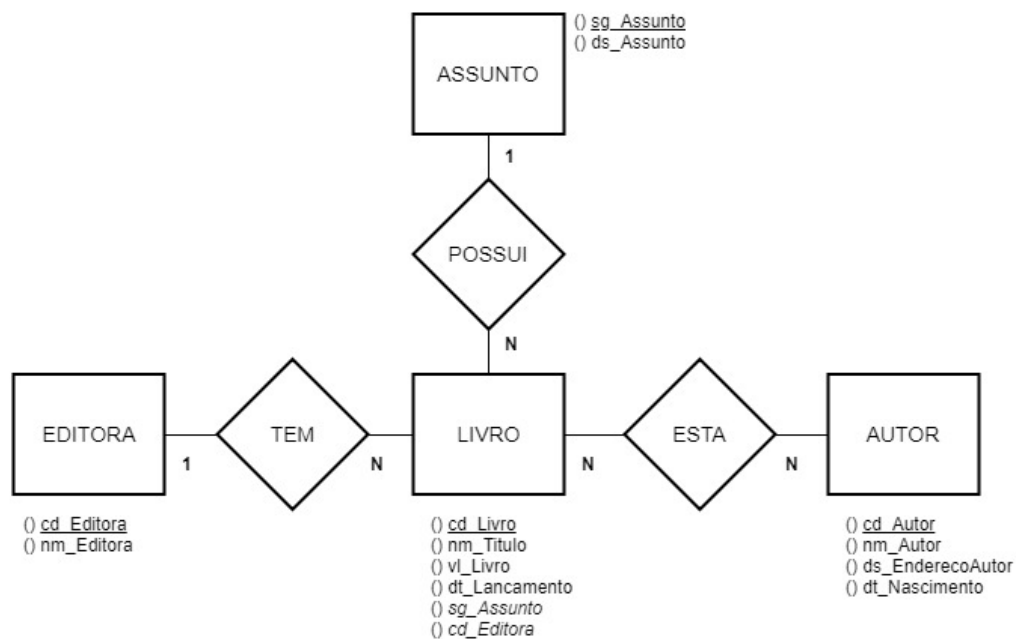 () sg_Assunto
() ds_Assunto
ASSUNTO
1
POSSUI
N
EDITORA
1
TEM
N
LIVRO
N
ESTA
N
AUTOR
() cd_Editora
() nm_Editora
() cd_Livro
() nm_Titulo
() vl_Livro
() dt_Lancamento
() sg_Assunto
() cd_Editora
() cd_Autor
() nm_Autor
() ds_EnderecoAutor
() dt_Nascimento